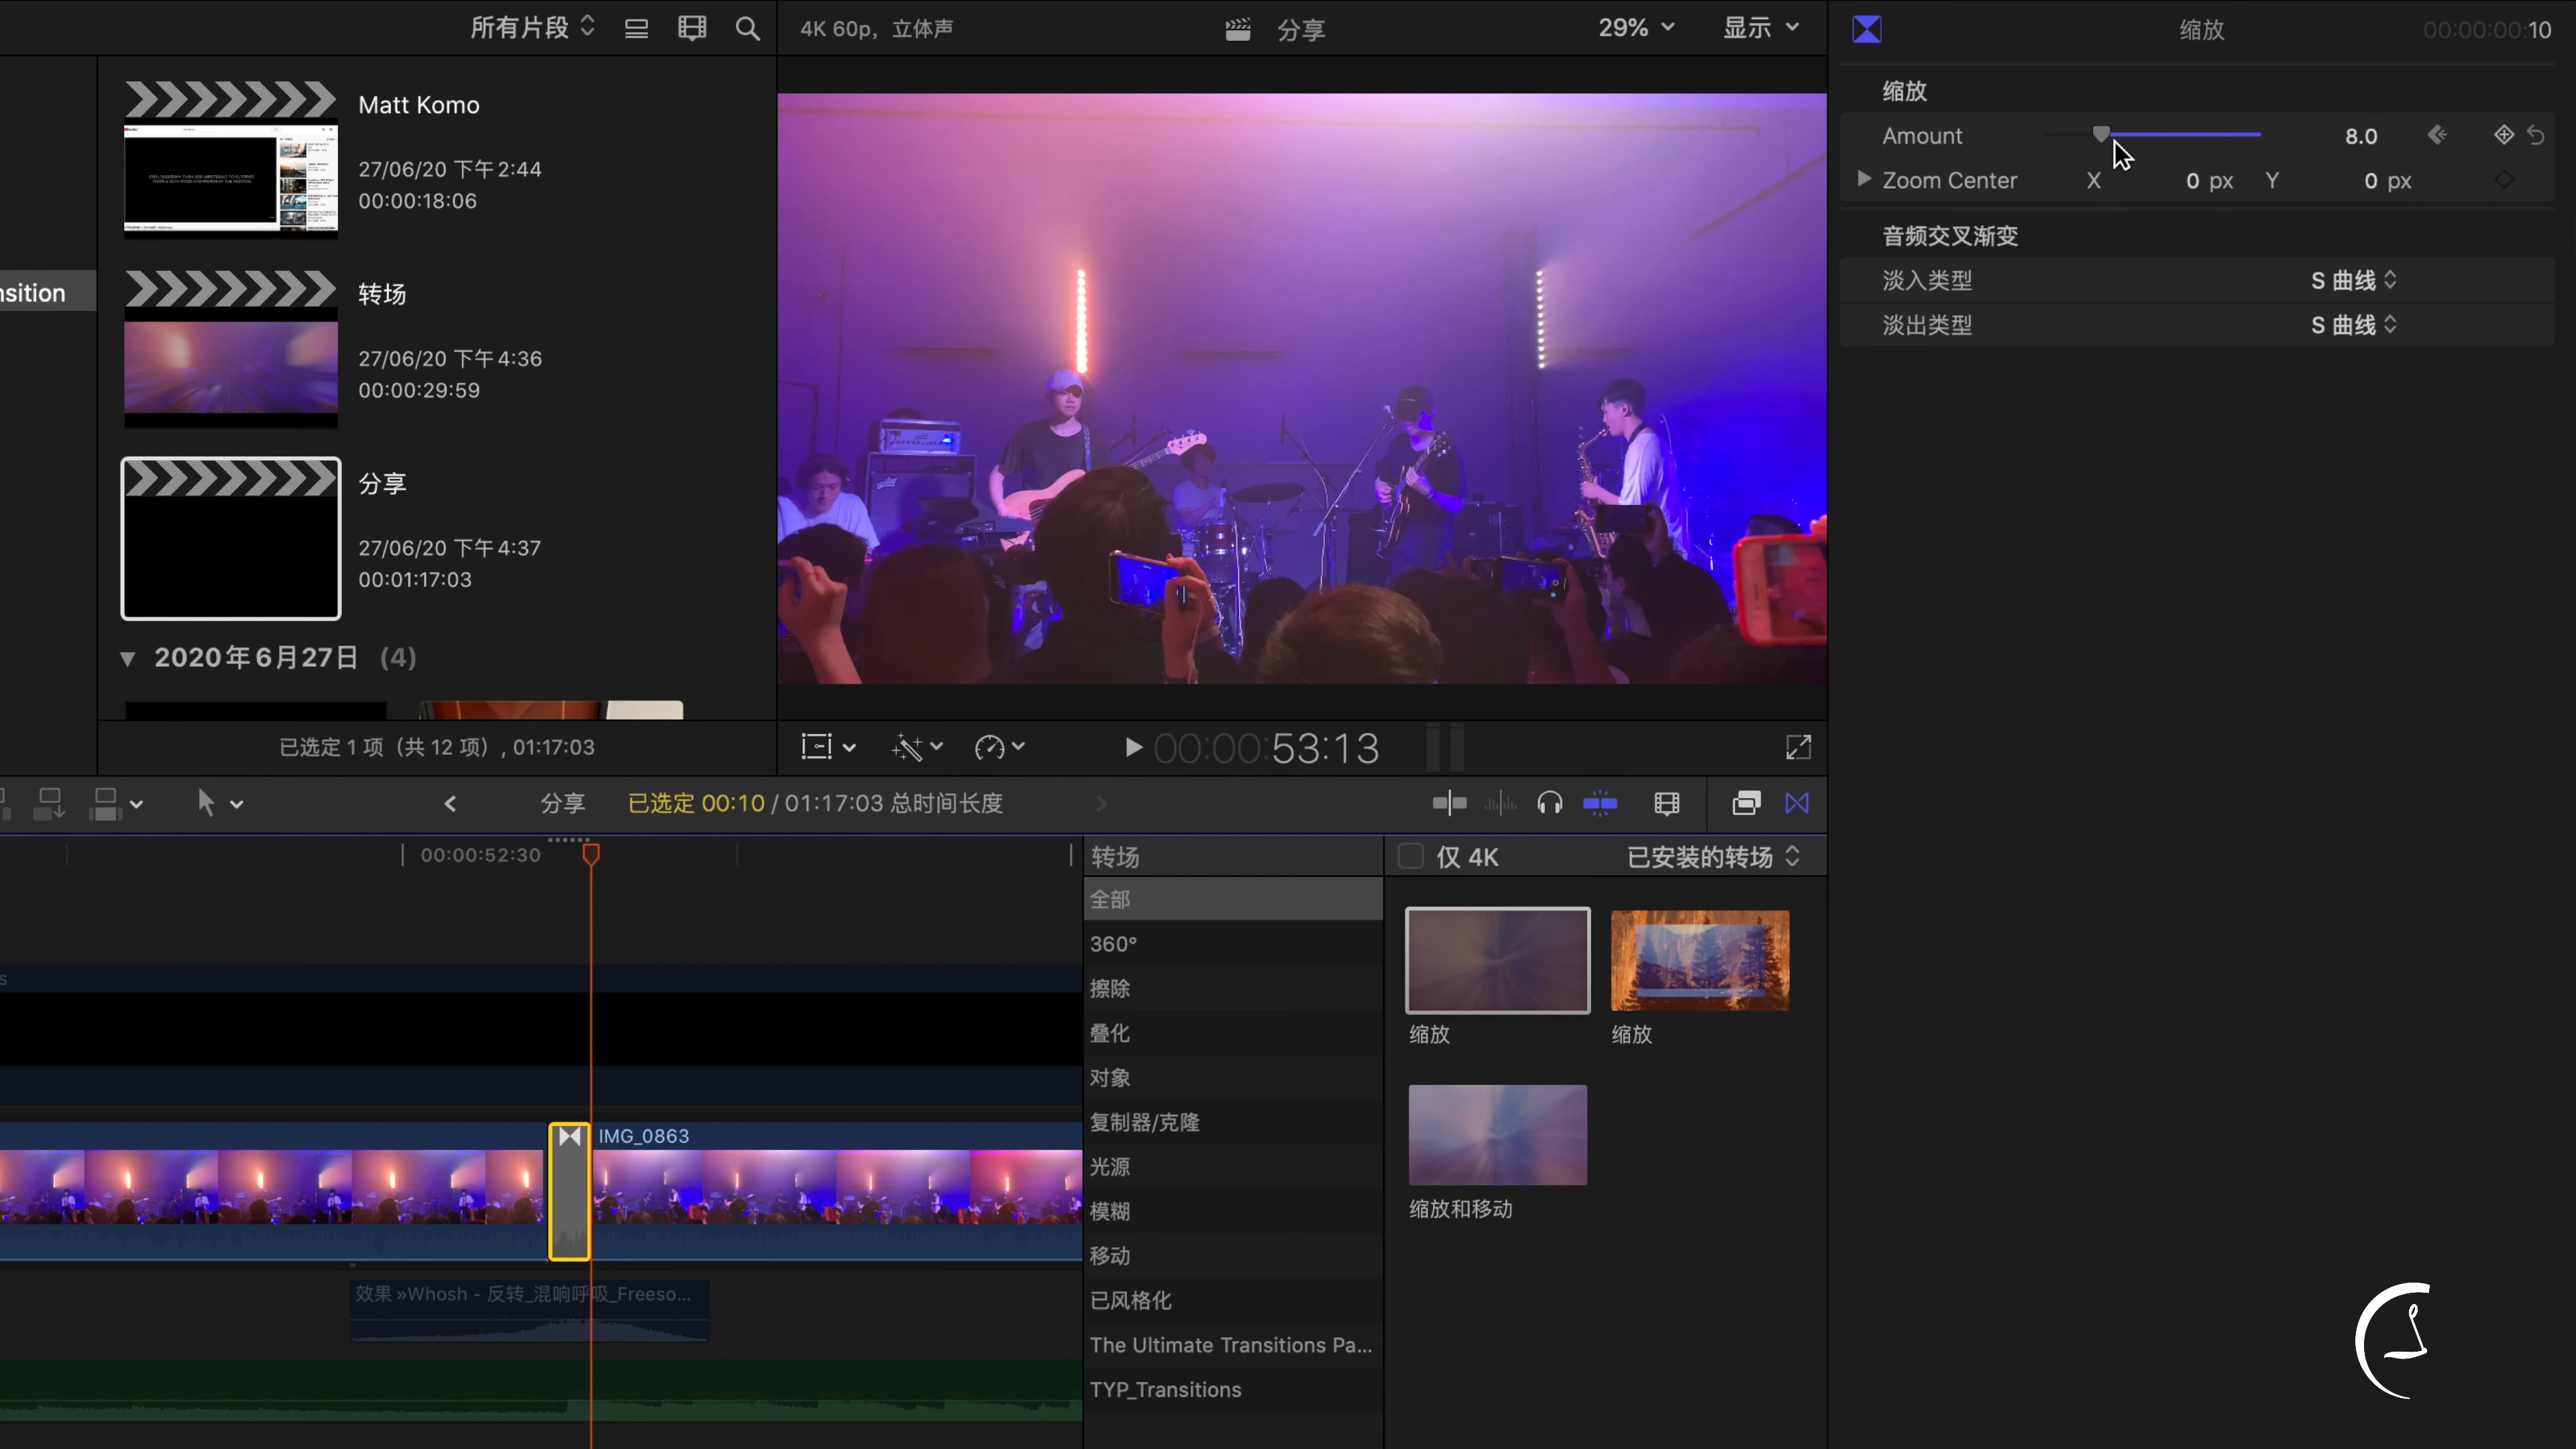 所有片段
4K 60p，立体声
分享
29%
显示
缩放
00:00:00:10
Matt Komo
27/06/20 下午2:44
00:00:18:06
nsition
转场
27/06/20 下午4:36
00:00:29:59
分享
27/06/20 下午4:37
00:01:17:03
2020年6月27日 (4)
已选定 1 项（共 12 项）, 01:17:03
00:00:53:13
缩放
Amount 8.0
Zoom Center X 0 px Y 0 px
音频交叉渐变
淡入类型 S 曲线
淡出类型 S 曲线
分享
已选定 00:10 / 01:17:03 总时间长度
00:00:52:30
s
IMG_0863
效果 »Whosh - 反转_混响呼吸_Freeso...
转场
仅 4K
已安装的转场
全部
360°
擦除
叠化
对象
复制器/克隆
光源
模糊
移动
已风格化
The Ultimate Transitions Pa...
TYP_Transitions
缩放
缩放
缩放和移动